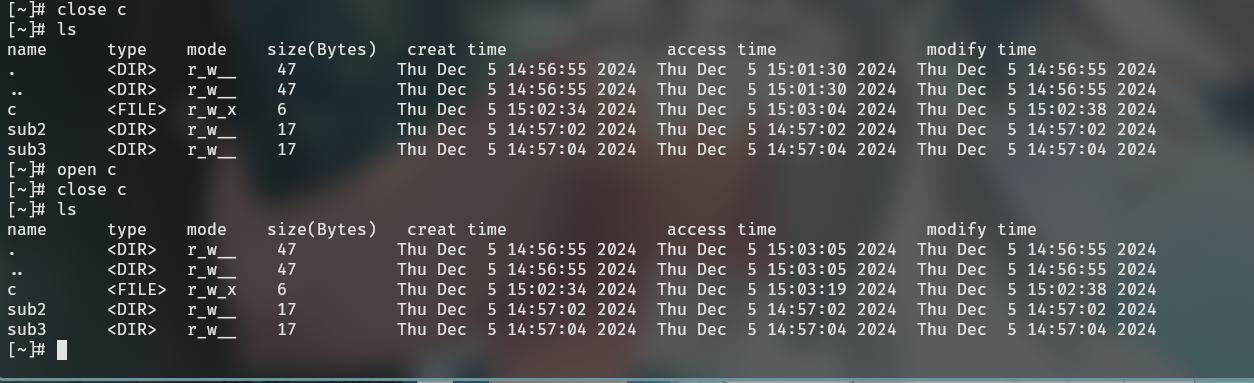 [~]# close c
[~]# ls
name      type    mode    size(Bytes)   creat time                access time               modify time
.         <DIR>   r_w__    47          Thu Dec  5 14:56:55 2024  Thu Dec  5 15:01:30 2024  Thu Dec  5 14:56:55 2024
..        <DIR>   r_w__    47          Thu Dec  5 14:56:55 2024  Thu Dec  5 15:01:30 2024  Thu Dec  5 14:56:55 2024
c         <FILE>  r_w_x    6           Thu Dec  5 15:02:34 2024  Thu Dec  5 15:03:04 2024  Thu Dec  5 15:02:38 2024
sub2      <DIR>   r_w__    17          Thu Dec  5 14:57:02 2024  Thu Dec  5 14:57:02 2024  Thu Dec  5 14:57:02 2024
sub3      <DIR>   r_w__    17          Thu Dec  5 14:57:04 2024  Thu Dec  5 14:57:04 2024  Thu Dec  5 14:57:04 2024
[~]# open c
[~]# close c
[~]# ls
name      type    mode    size(Bytes)   creat time                access time               modify time
.         <DIR>   r_w__    47          Thu Dec  5 14:56:55 2024  Thu Dec  5 15:03:05 2024  Thu Dec  5 14:56:55 2024
..        <DIR>   r_w__    47          Thu Dec  5 14:56:55 2024  Thu Dec  5 15:03:05 2024  Thu Dec  5 14:56:55 2024
c         <FILE>  r_w_x    6           Thu Dec  5 15:02:34 2024  Thu Dec  5 15:03:19 2024  Thu Dec  5 15:02:38 2024
sub2      <DIR>   r_w__    17          Thu Dec  5 14:57:02 2024  Thu Dec  5 14:57:02 2024  Thu Dec  5 14:57:02 2024
sub3      <DIR>   r_w__    17          Thu Dec  5 14:57:04 2024  Thu Dec  5 14:57:04 2024  Thu Dec  5 14:57:04 2024
[~]#